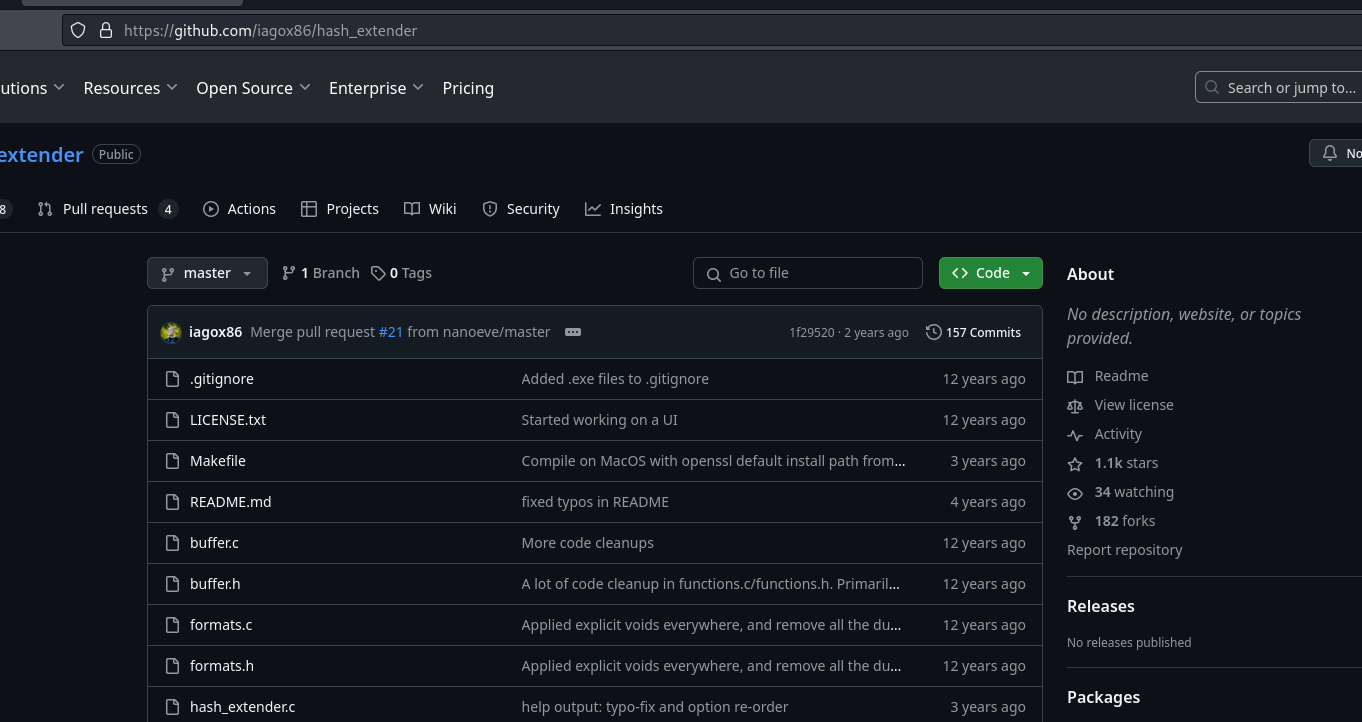 https://github.com/iagox86/hash_extender
utions Resources Open Source Enterprise Pricing Search or jump to...
extender Public No
8 Pull requests 4 Actions Projects Wiki Security Insights
master 1 Branch 0 Tags Go to file Code
About
No description, website, or topics
provided.
iagox86 Merge pull request #21 from nanoeve/master 1f29520 · 2 years ago 157 Commits
.gitignore Added .exe files to .gitignore 12 years ago
LICENSE.txt Started working on a UI 12 years ago
Makefile Compile on MacOS with openssl default install path from... 3 years ago
README.md fixed typos in README 4 years ago
buffer.c More code cleanups 12 years ago
buffer.h A lot of code cleanup in functions.c/functions.h. Primaril... 12 years ago
formats.c Applied explicit voids everywhere, and remove all the du... 12 years ago
formats.h Applied explicit voids everywhere, and remove all the du... 12 years ago
hash_extender.c help output: typo-fix and option re-order 3 years ago
Readme
View license
Activity
1.1k stars
34 watching
182 forks
Report repository
Releases
No releases published
Packages